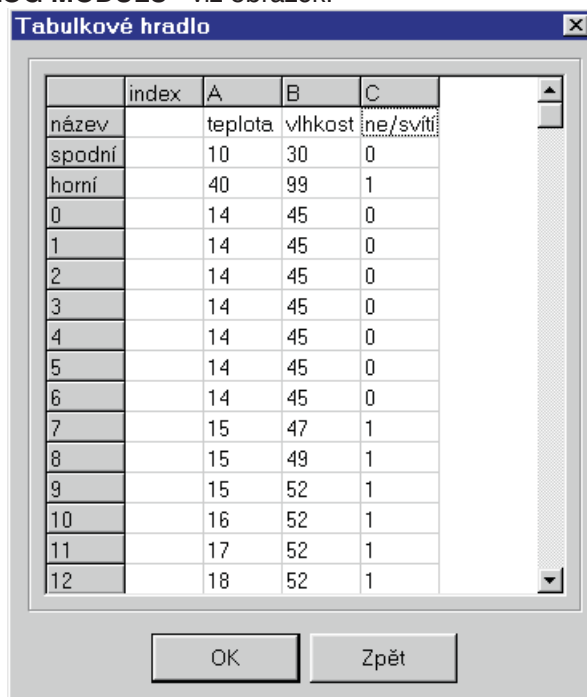 Tabulkové hradlo
index A B C
název teplota vlhkost ne/svítí
spodní 10 30 0
horní 40 99 1
0 14 45 0
1 14 45 0
2 14 45 0
3 14 45 0
4 14 45 0
5 14 45 0
6 14 45 0
7 15 47 1
8 15 49 1
9 15 52 1
10 16 52 1
11 17 52 1
12 18 52 1
OK Zpět